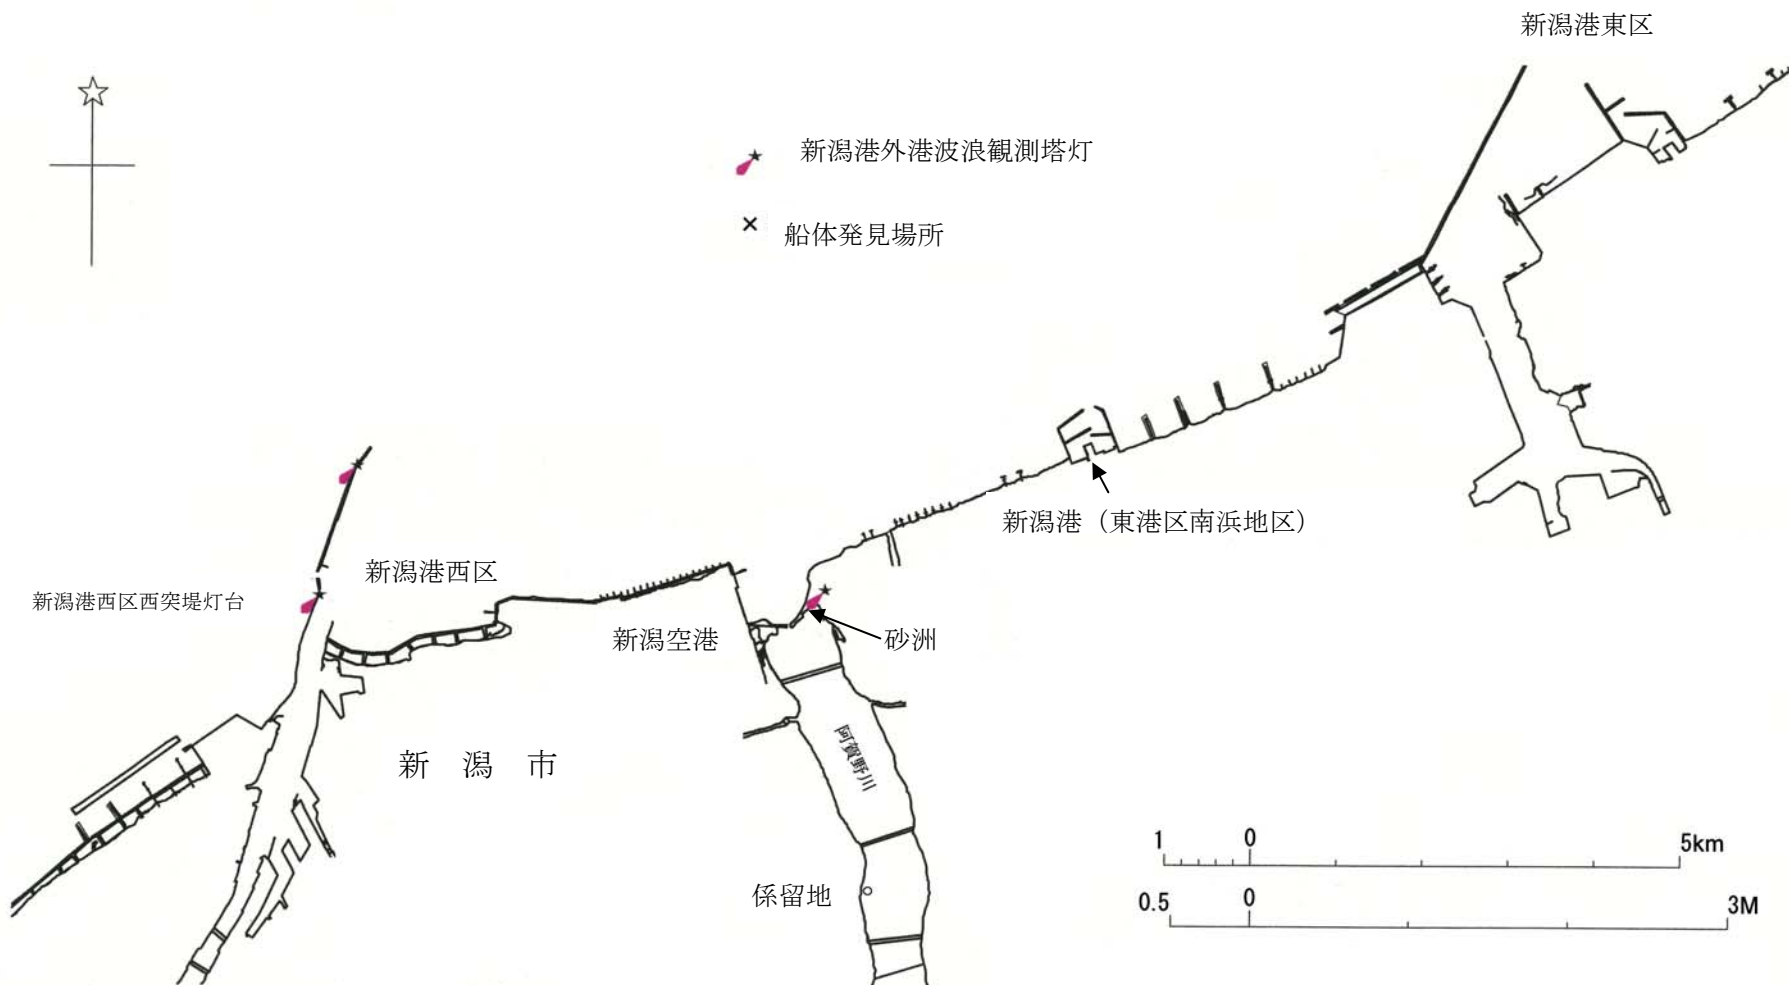 新潟港東区
新潟港外港波浪観測塔灯
船体発見場所
新潟港（東港区南浜地区）
新潟港西区
新潟港西区西突堤灯台
新潟空港
砂洲
新潟市
阿賀野川
係留地
1 0 5km
0.5 0 3M